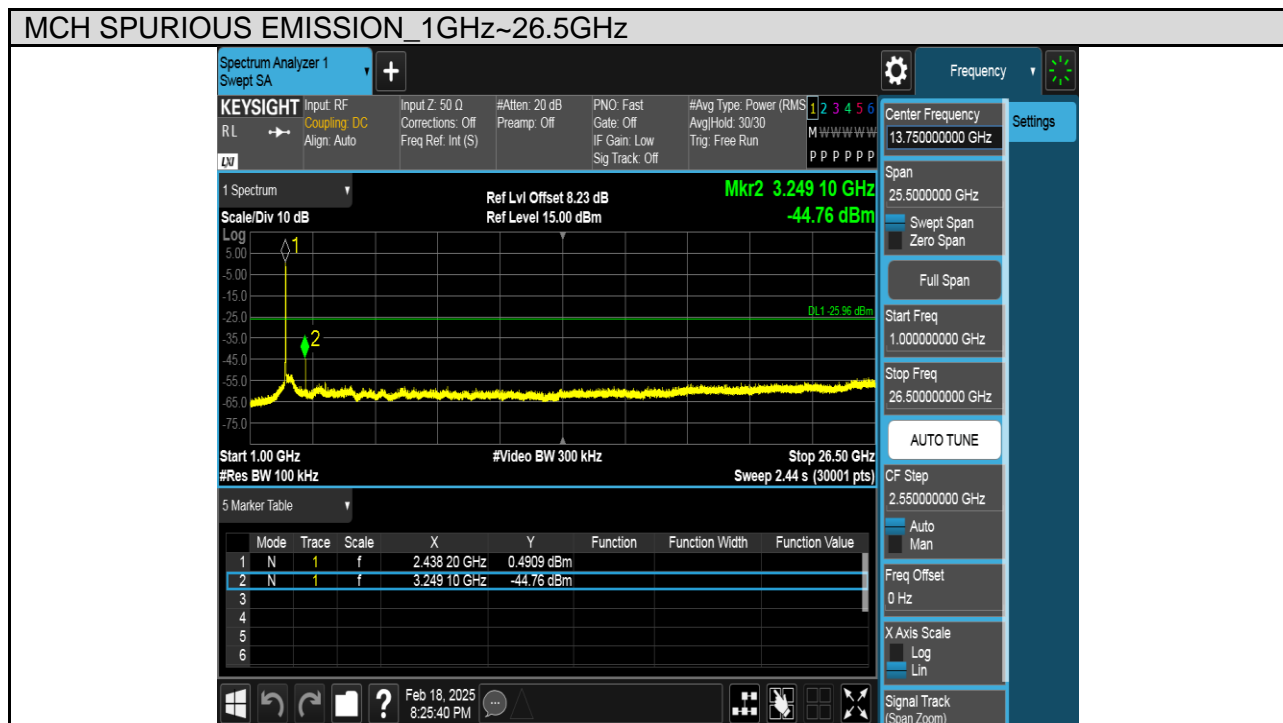 MCH SPURIOUS EMISSION_1GHz~26.5GHz
Spectrum Analyzer 1
Swept SA
+
Frequency
KEYSIGHT
RL
LXI
Input: RF
Coupling: DC
Align: Auto
Input Z: 50 Ω
Corrections: Off
Freq Ref: Int (S)
#Atten: 20 dB
Preamp: Off
PNO: Fast
Gate: Off
IF Gain: Low
Sig Track: Off
#Avg Type: Power (RMS
Avg|Hold: 30/30
Trig: Free Run
1 2 3 4 5 6
M W W W W W
P P P P P P
1 Spectrum
Scale/Div 10 dB
Ref Lvl Offset 8.23 dB
Ref Level 15.00 dBm
Mkr2 3.249 10 GHz
-44.76 dBm
Log
5.00
-5.00
-15.0
-25.0
-35.0
-45.0
-55.0
-65.0
-75.0
1
2
DL1 -25.96 dBm
Start 1.00 GHz
#Video BW 300 kHz
Stop 26.50 GHz
#Res BW 100 kHz
Sweep 2.44 s (30001 pts)
5 Marker Table
Mode Trace Scale X Y Function Function Width Function Value
1 N 1 f 2.438 20 GHz 0.4909 dBm
2 N 1 f 3.249 10 GHz -44.76 dBm
3
4
5
6
?
Feb 18, 2025
8:25:40 PM
Center Frequency
13.750000000 GHz
Settings
Span
25.5000000 GHz
Swept Span
Zero Span
Full Span
Start Freq
1.000000000 GHz
Stop Freq
26.500000000 GHz
AUTO TUNE
CF Step
2.550000000 GHz
Auto
Man
Freq Offset
0 Hz
X Axis Scale
Log
Lin
Signal Track
(Span Zoom)